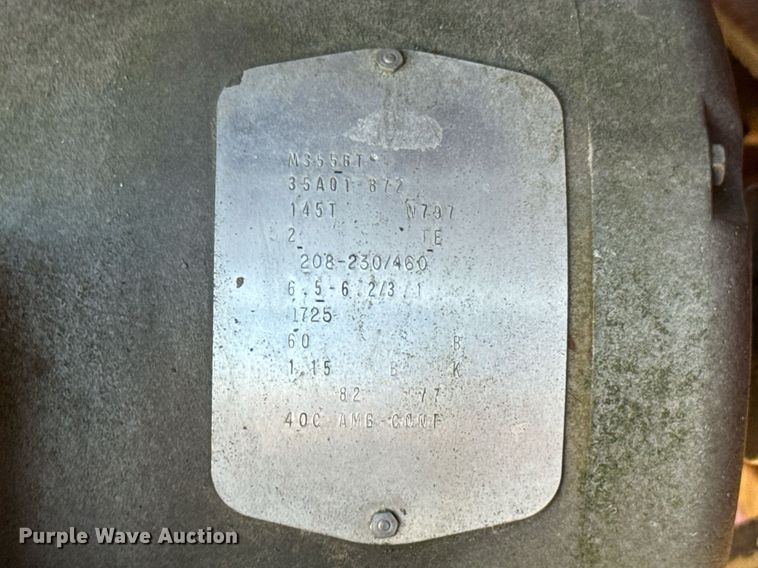 M3558T
35A01-872
145T N797
2 TE
208-230/460
6.5-6.2/3.1
1725
60 B
1.15 B K
82 77
40C AMB-CONT
Purple Wave Auction